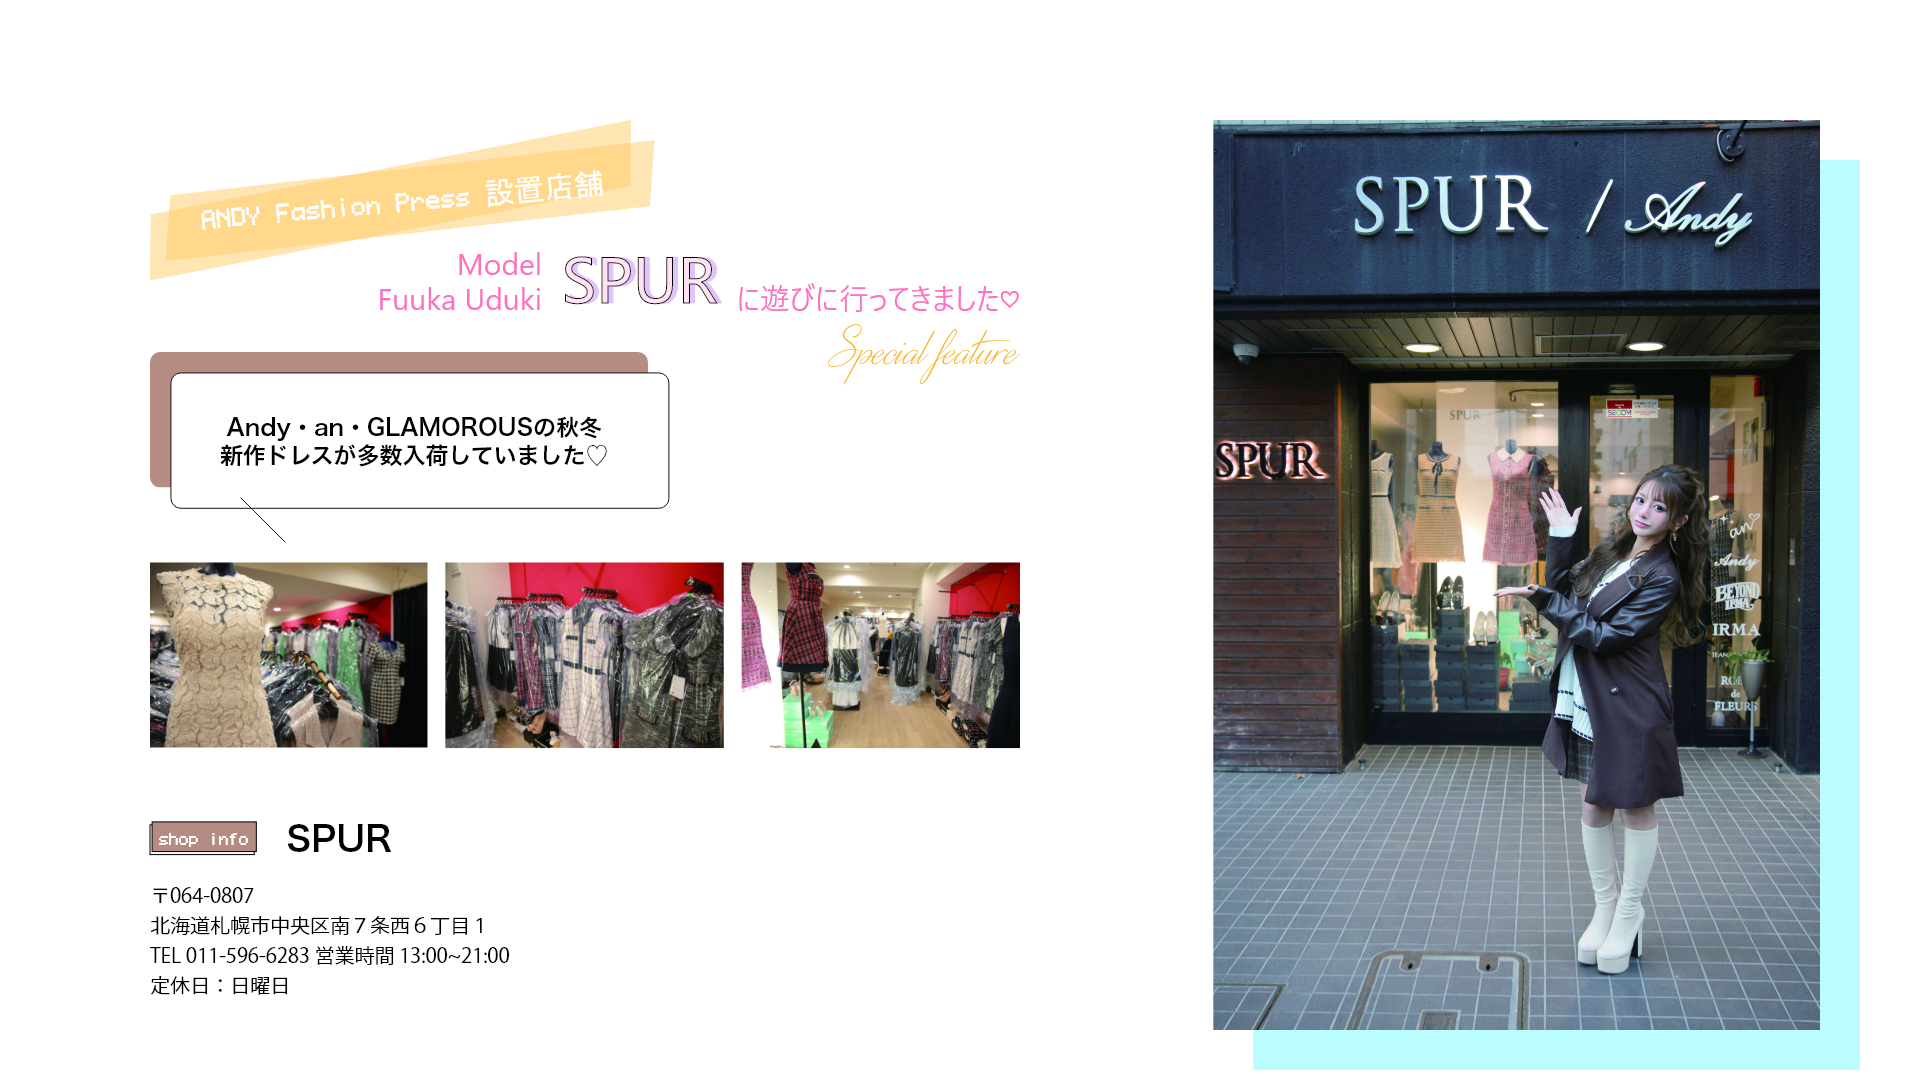 ANDY Fashion Press 設置店舗
Model
Fuuka Uduki
SPUR に遊びに行ってきました♡
Special feature
Andy・an・GLAMOROUSの秋冬
新作ドレスが多数入荷していました♡
shop info
SPUR
〒064-0807
北海道札幌市中央区南７条西６丁目１
TEL 011-596-6283 営業時間 13:00~21:00
定休日：日曜日
SPUR / Andy
SPUR
SECOM
SPUR
an
Andy
BEYOND
IRMA
IRMA
de
FLEURS